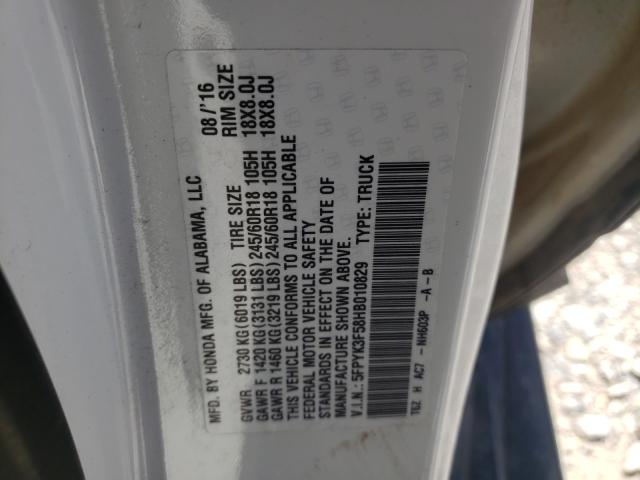 MFD. BY HONDA MFG. OF ALABAMA, LLC 08/'16
GVWR 2730 KG(6019 LBS) TIRE SIZE RIM SIZE
GAWR F 1420 KG(3131 LBS) 245/60R18 105H 18X8.0J
GAWR R 1460 KG(3219 LBS) 245/60R18 105H 18X8.0J
THIS VEHICLE CONFORMS TO ALL APPLICABLE
FEDERAL MOTOR VEHICLE SAFETY
STANDARDS IN EFFECT ON THE DATE OF
MANUFACTURE SHOWN ABOVE.
V.I.N.: 5FPYK3F58HB010829 TYPE: TRUCK
T6Z H AC7 - NH603P -A - B